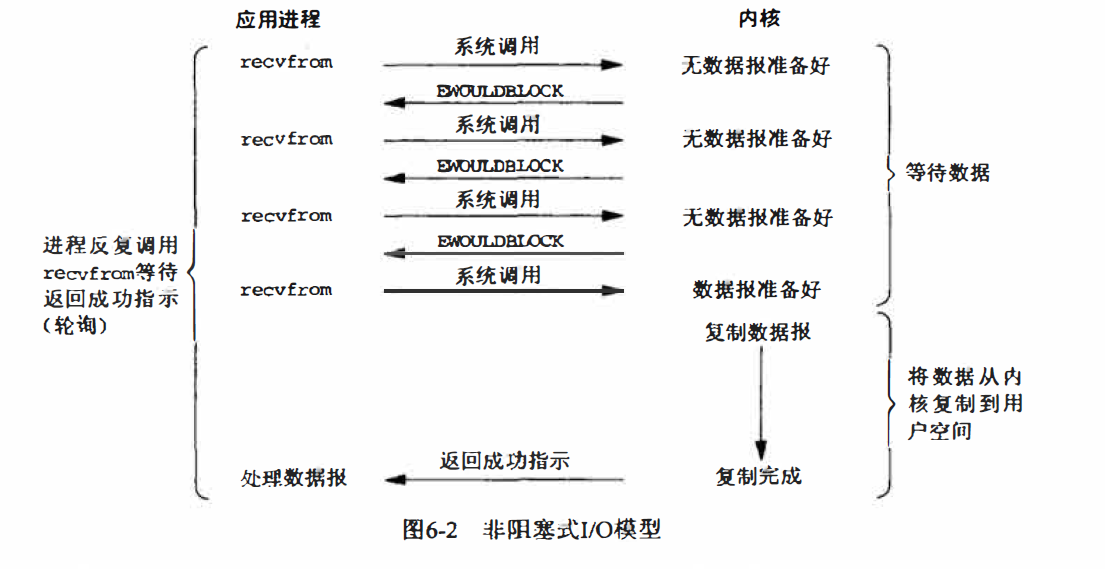 应用进程
内核
recvfrom
系统调用
无数据报准备好
EWOULDBLOCK
recvfrom
系统调用
无数据报准备好
EWOULDBLOCK
等待数据
recvfrom
系统调用
无数据报准备好
EWOULDBLOCK
进程反复调用
recvfrom等待
返回成功指示
(轮询)
recvfrom
系统调用
数据报准备好
复制数据报
将数据从内
核复制到用
户空间
处理数据报
返回成功指示
复制完成
图6-2 非阻塞式I/O模型